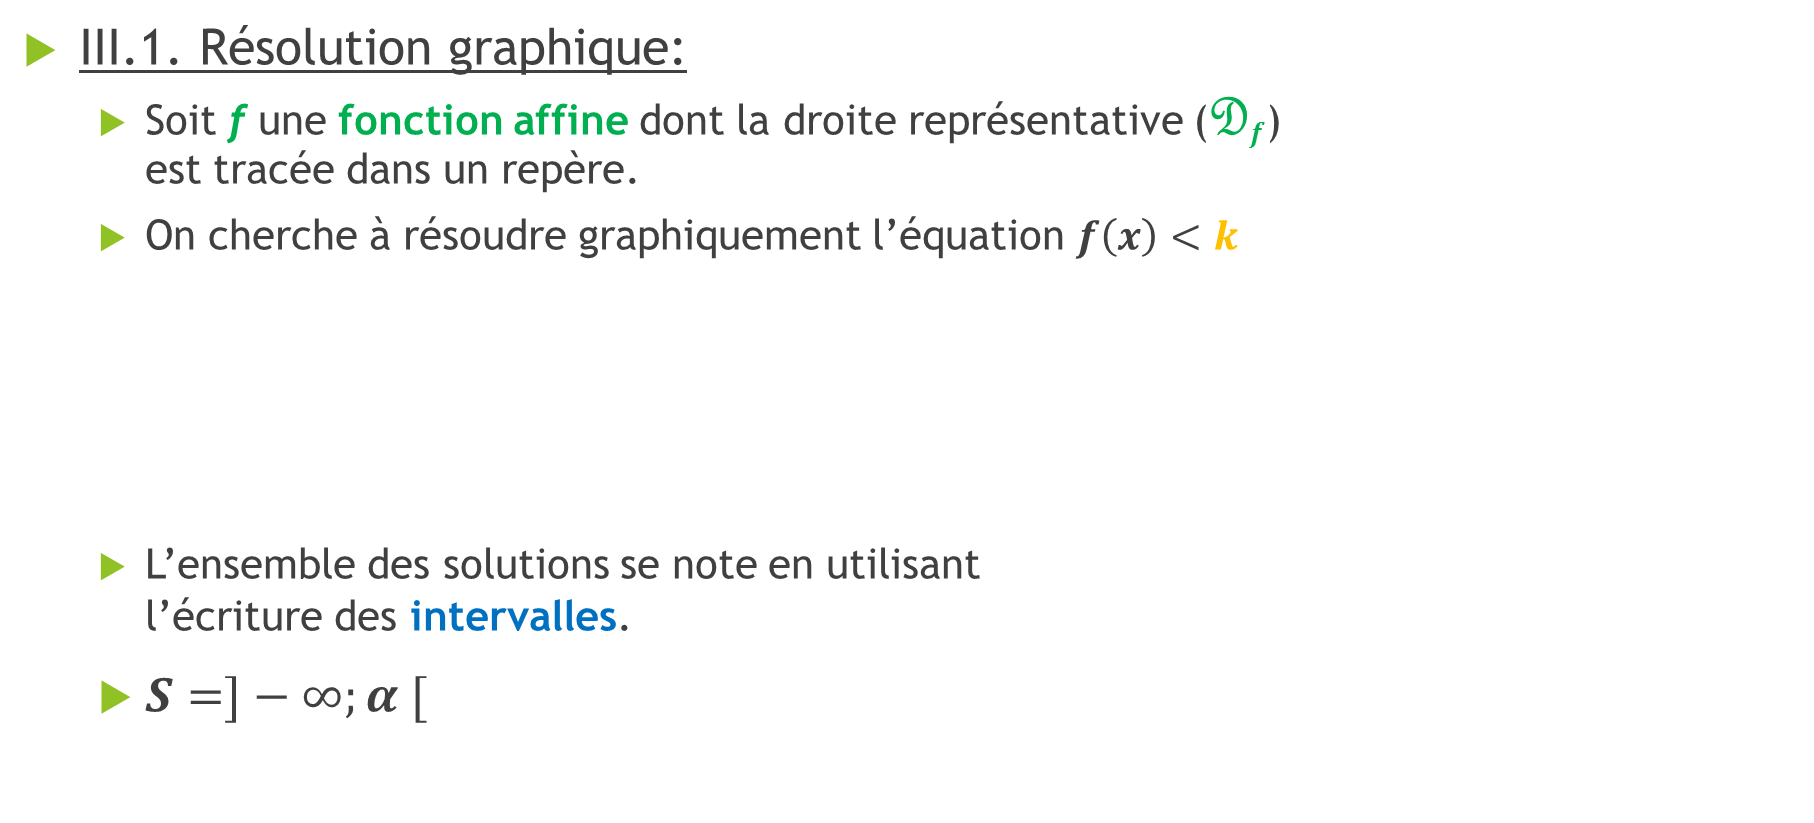 III.1. Résolution graphique:
Soit f une fonction affine dont la droite représentative (𝒟f)
est tracée dans un repère.
On cherche à résoudre graphiquement l’équation f(x) < k
L’ensemble des solutions se note en utilisant
l’écriture des intervalles.
S =] − ∞; α [